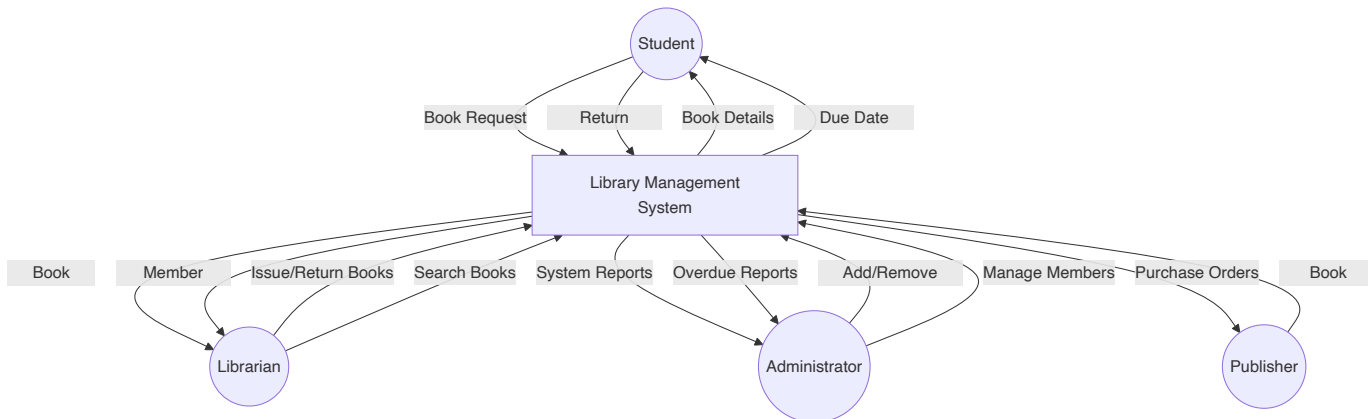 Student
Book Request
Return
Book Details
Due Date
Library Management
System
Book
Member
Issue/Return Books
Search Books
System Reports
Overdue Reports
Add/Remove
Manage Members
Purchase Orders
Book
Librarian
Administrator
Publisher